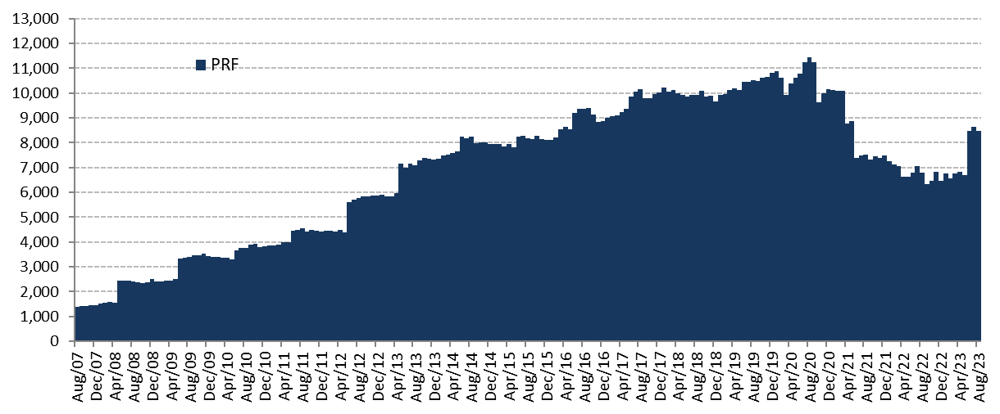 13,000
12,000
11,000
10,000
9,000
8,000
7,000
6,000
5,000
4,000
3,000
2,000
1,000
0
PRF
Aug/07
Dec/07
Apr/08
Aug/08
Dec/08
Apr/09
Aug/09
Dec/09
Apr/10
Aug/10
Dec/10
Apr/11
Aug/11
Dec/11
Apr/12
Aug/12
Dec/12
Apr/13
Aug/13
Dec/13
Apr/14
Aug/14
Dec/14
Apr/15
Aug/15
Dec/15
Apr/16
Aug/16
Dec/16
Apr/17
Aug/17
Dec/17
Apr/18
Aug/18
Dec/18
Apr/19
Aug/19
Dec/19
Apr/20
Aug/20
Dec/20
Apr/21
Aug/21
Dec/21
Apr/22
Aug/22
Dec/22
Apr/23
Aug/23